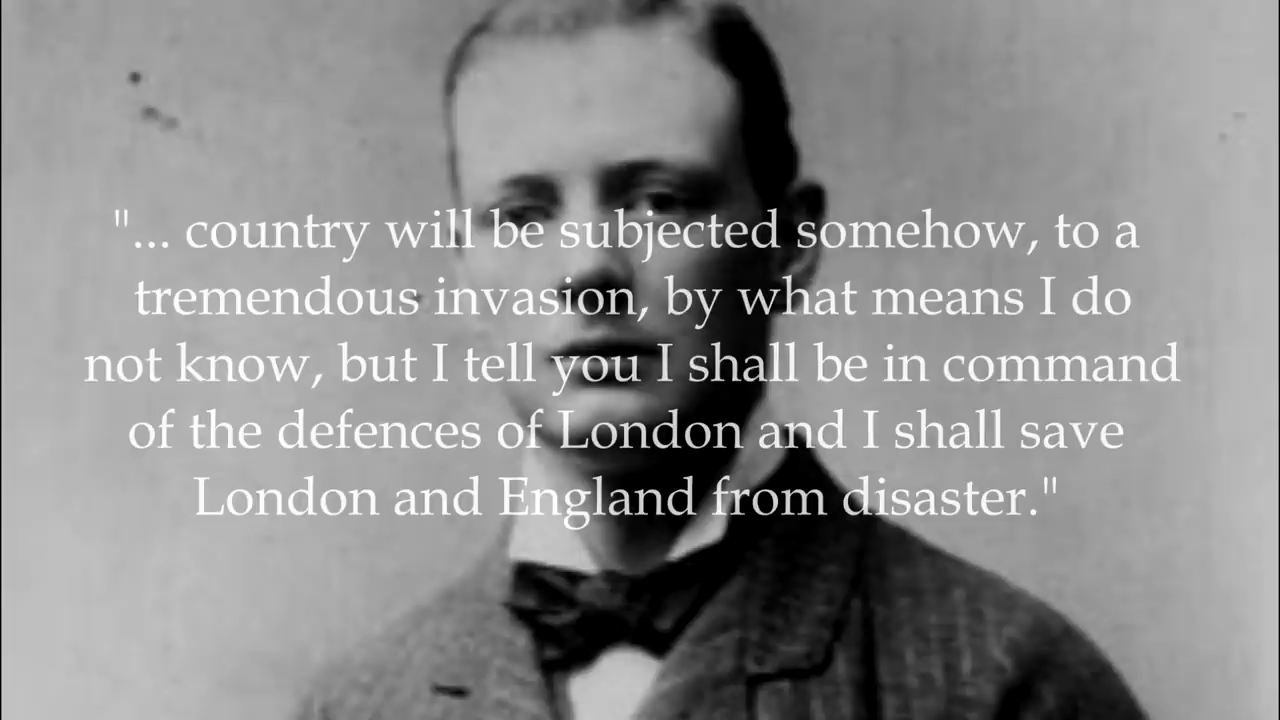 "... country will be subjected somehow, to a
tremendous invasion, by what means I do
not know, but I tell you I shall be in command
of the defences of London and I shall save
London and England from disaster."